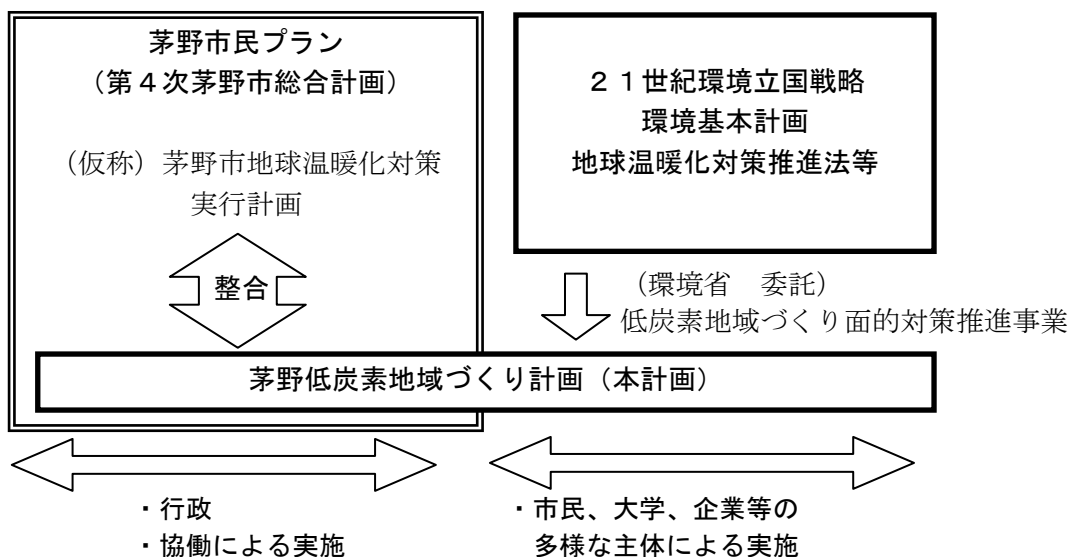 茅野市民プラン
（第４次茅野市総合計画）
（仮称）茅野市地球温暖化対策
実行計画
整合
２１世紀環境立国戦略
環境基本計画
地球温暖化対策推進法等
（環境省　委託）
低炭素地域づくり面的対策推進事業
茅野低炭素地域づくり計画（本計画）
・行政
・協働による実施
・市民、大学、企業等の
多様な主体による実施